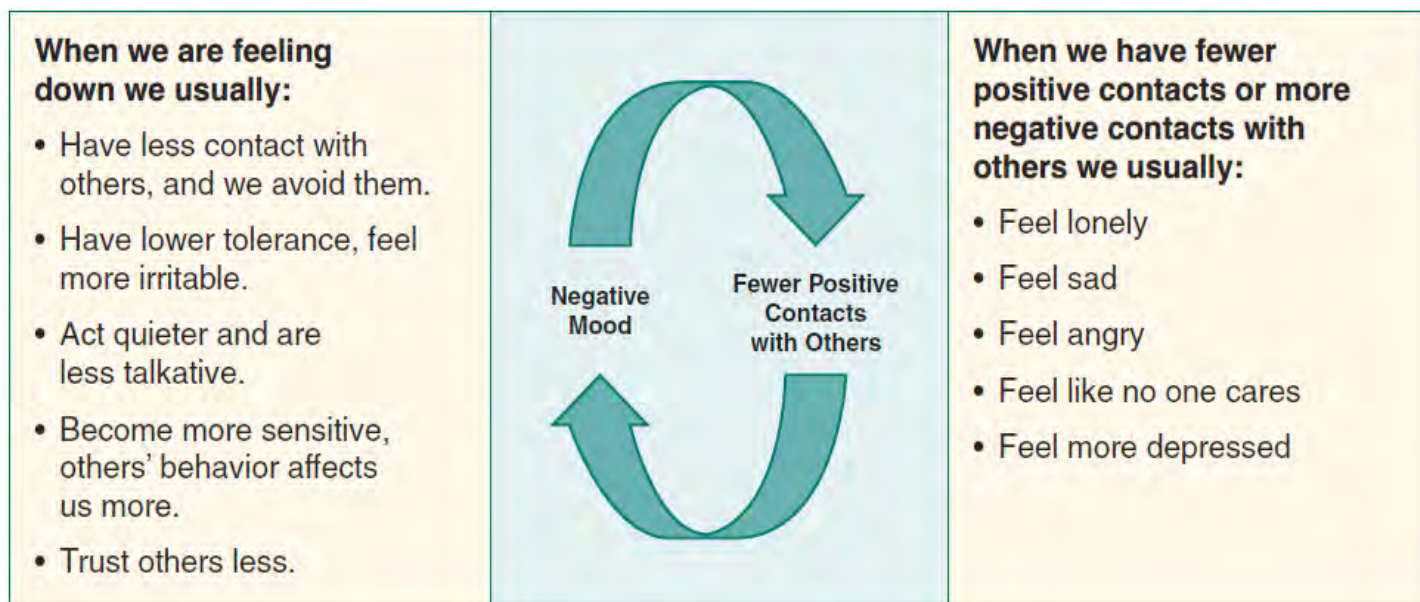 When we are feeling
down we usually:
• Have less contact with
others, and we avoid them.
• Have lower tolerance, feel
more irritable.
• Act quieter and are
less talkative.
• Become more sensitive,
others’ behavior affects
us more.
• Trust others less.
Negative
Mood
Fewer Positive
Contacts
with Others
When we have fewer
positive contacts or more
negative contacts with
others we usually:
• Feel lonely
• Feel sad
• Feel angry
• Feel like no one cares
• Feel more depressed